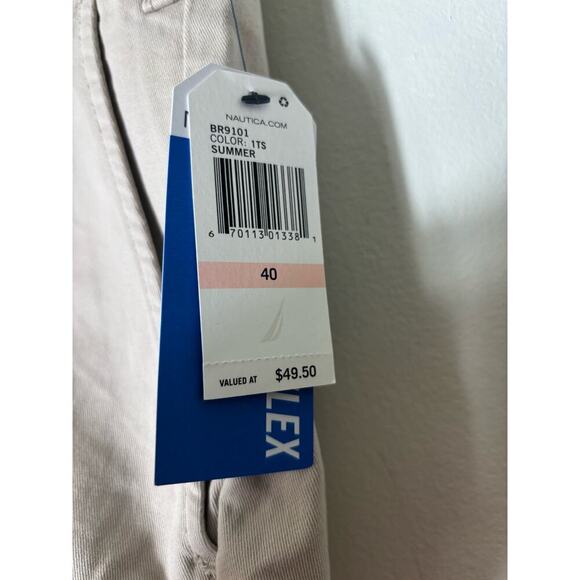 NAUTICA.COM
BR9101
COLOR: 1TS
SUMMER
6 70113 01338 1
40
VALUED AT $49.50
LEX